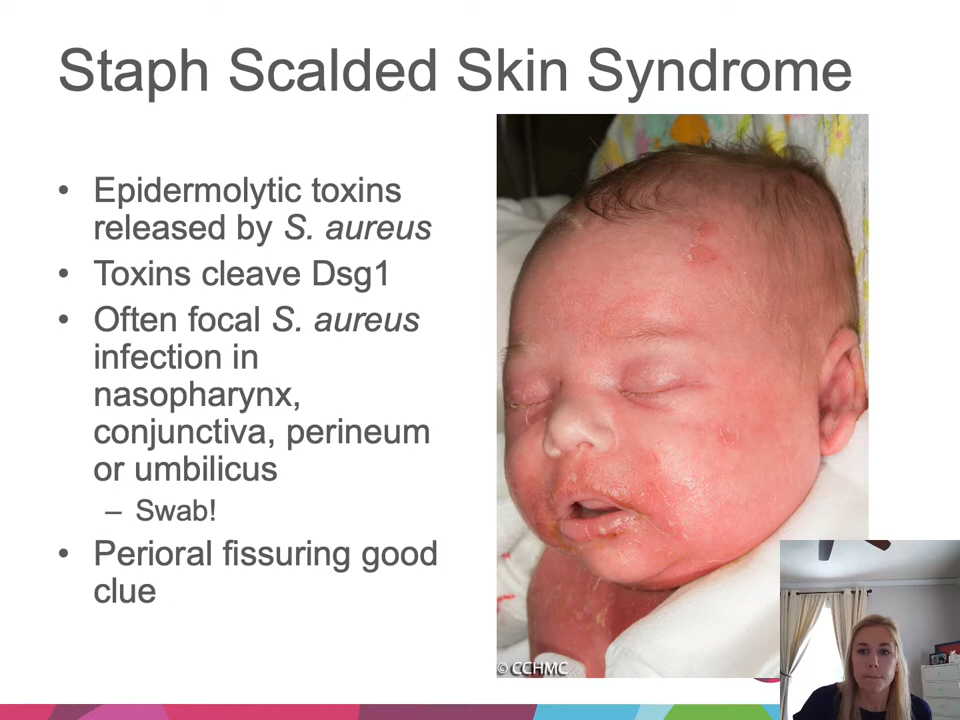 Staph Scalded Skin Syndrome
• Epidermolytic toxins
released by S. aureus
• Toxins cleave Dsg1
• Often focal S. aureus
infection in
nasopharynx,
conjunctiva, perineum
or umbilicus
– Swab!
• Perioral fissuring good
clue
© CCHMC